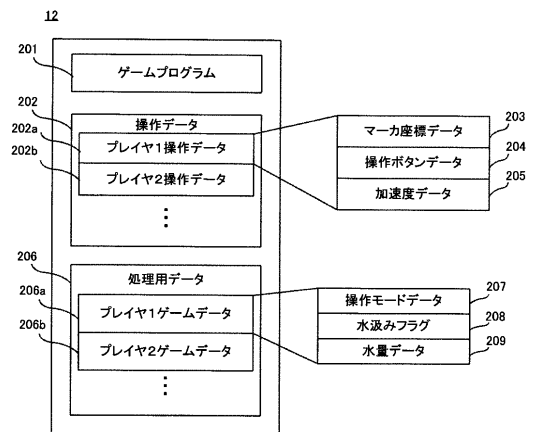 12
201
ゲームプログラム
202
操作データ
202a
プレイヤ1操作データ
202b
プレイヤ2操作データ
マーカ座標データ
203
操作ボタンデータ
204
加速度データ
205
206
処理用データ
206a
プレイヤ1ゲームデータ
206b
プレイヤ2ゲームデータ
操作モードデータ
207
水汲みフラグ
208
水量データ
209